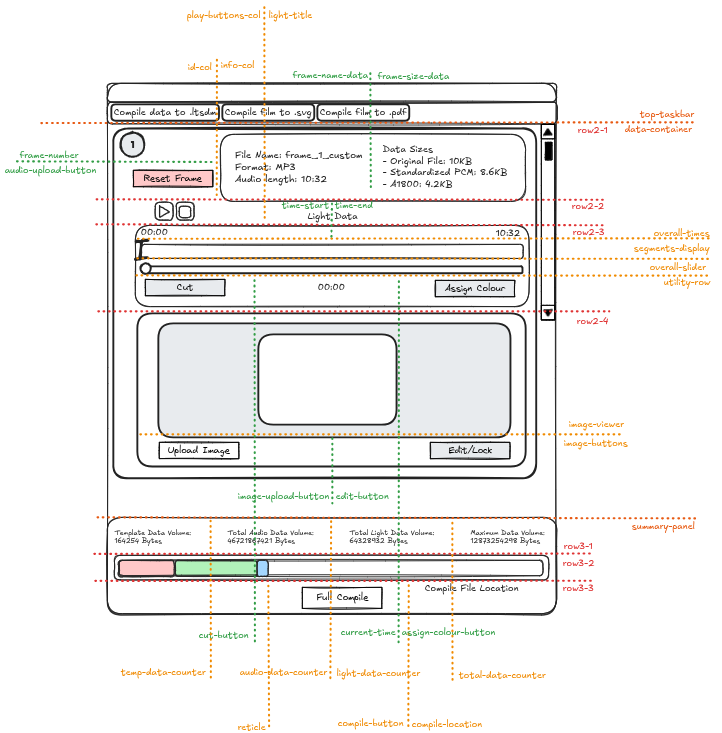 play-buttons-col light-title
id-col info-col
frame-name-data frame-size-data
Compile data to .ltsdm Compile film to .svg Compile film to .pdf
top-taskbar
data-container
row2-1
1
frame-number
audio-upload-button
Reset Frame
File Name: frame_1_custom
Format: MP3
Audio length: 10:32
Data Sizes
- Original File: 10KB
- Standardized PCM: 8.6KB
- A1800: 4.2KB
row2-2
time-start time-end
Light Data
row2-3
00:00 10:32
overall-times
segments-display
overall-slider
utility-row
Cut 00:00 Assign Colour
row2-4
image-viewer
image-buttons
Upload Image Edit/Lock
image-upload-button edit-button
summary-panel
Template Data Volume:
164254 Bytes
Total Audio Data Volume:
46721867421 Bytes
Total Light Data Volume:
64328932 Bytes
Maximum Data Volume:
12873254298 Bytes
row3-1
row3-2
row3-3
Full Compile
Compile File Location
cut-button
current-time assign-colour-button
temp-data-counter audio-data-counter light-data-counter total-data-counter
reticle
compile-button compile-location